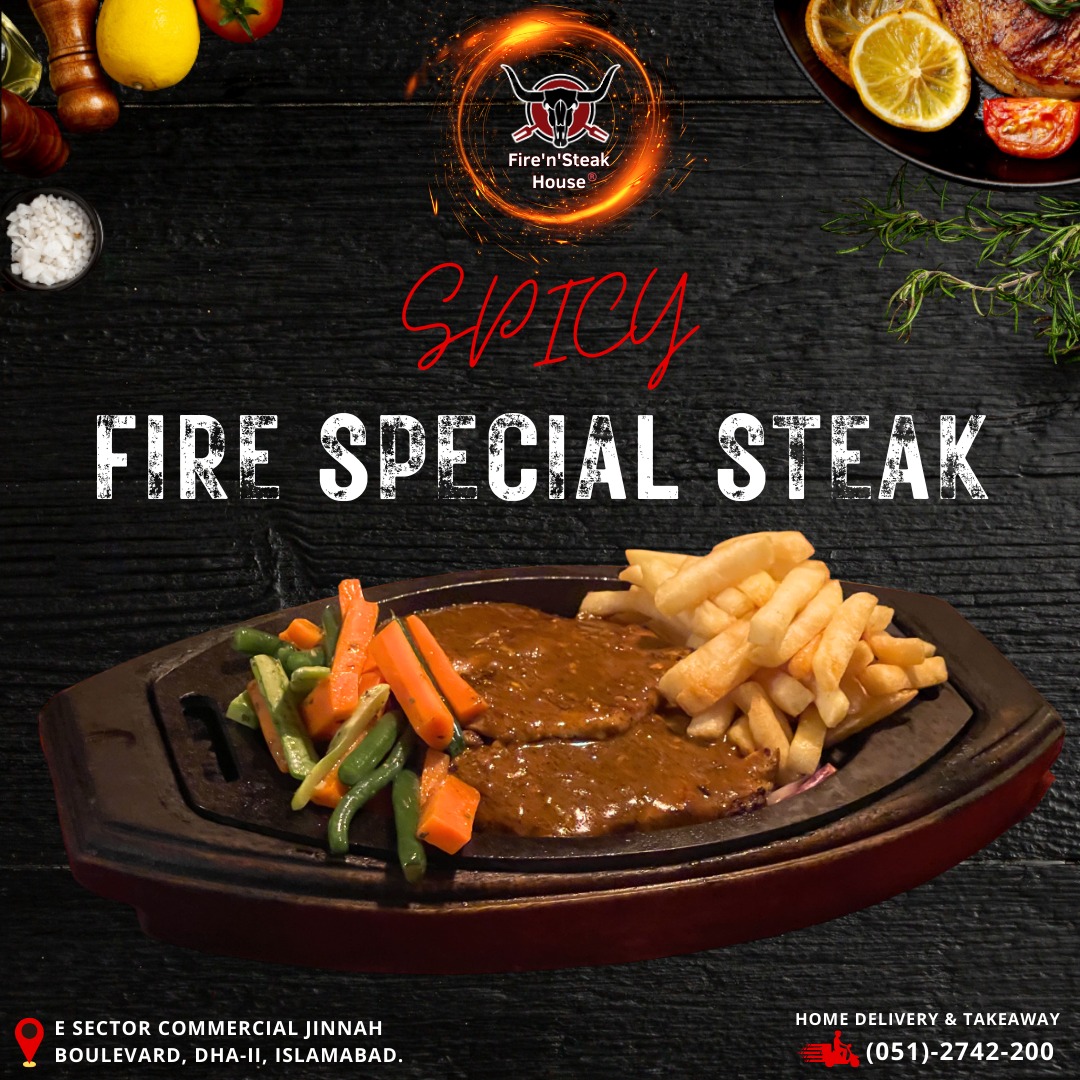 Fire'n'Steak
House®
SPICY
FIRE SPECIAL STEAK
E SECTOR COMMERCIAL JINNAH
BOULEVARD, DHA-II, ISLAMABAD.
HOME DELIVERY & TAKEAWAY
(051)-2742-200